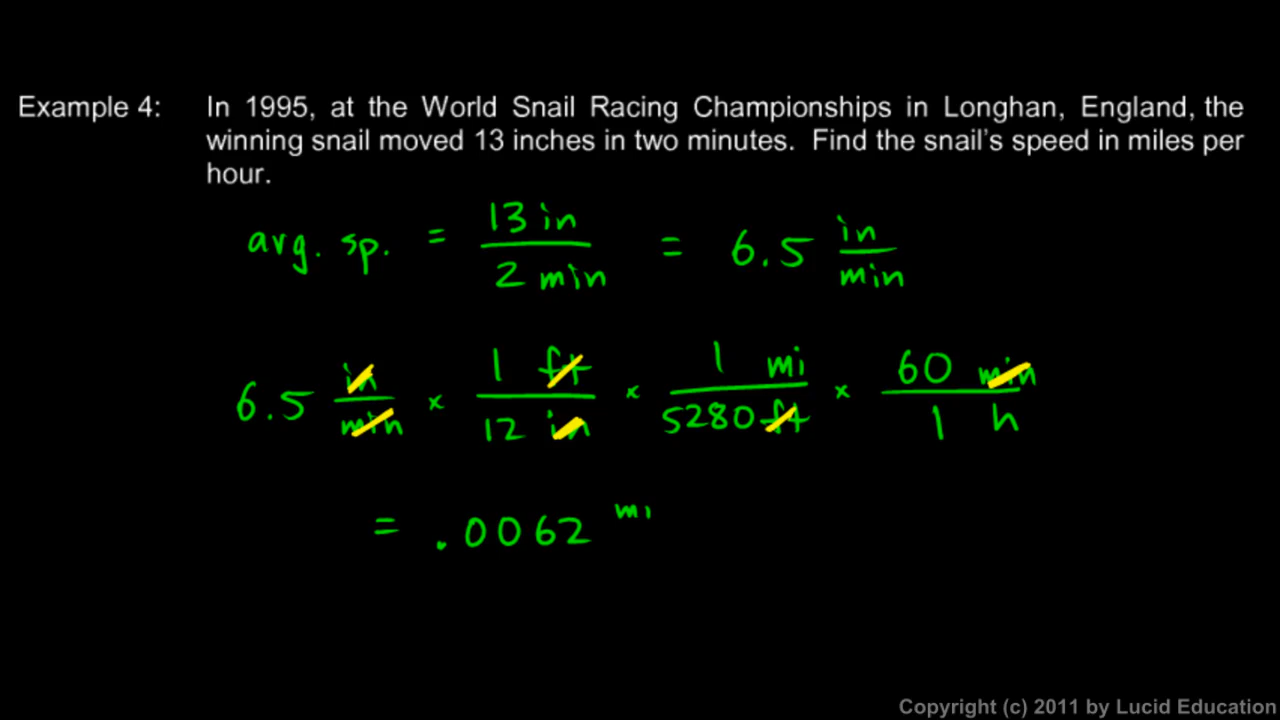 Example 4: In 1995, at the World Snail Racing Championships in Longhan, England, the
winning snail moved 13 inches in two minutes. Find the snail's speed in miles per
hour.
avg. sp. = 13 in / 2 min = 6.5 in / min
6.5 in / min × 1 ft / 12 in × 1 mi / 5280 ft × 60 min / 1 h
= .0062 mi
Copyright (c) 2011 by Lucid Education